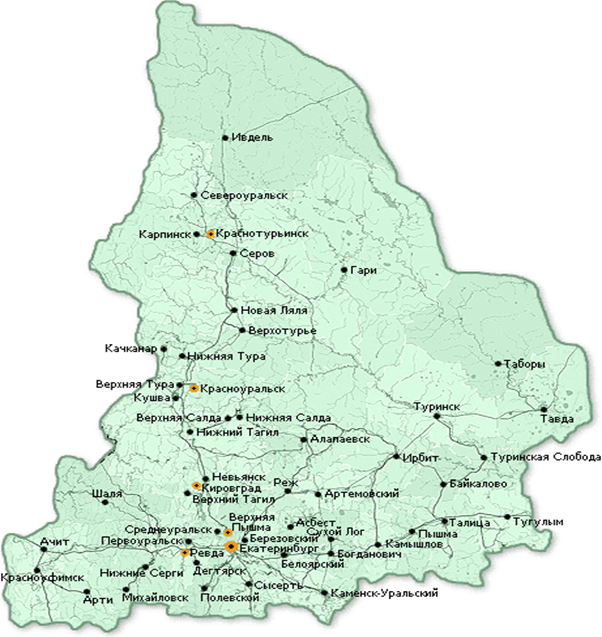 Ивдель
Североуральск
Карпинск
Краснотурьинск
Серов
Гари
Новая Ляля
Верхотурье
Качканар
Нижняя Тура
Таборы
Верхняя Тура
Красноуральск
Кушва
Верхняя Салда
Нижняя Салда
Туринск
Тавда
Нижний Тагил
Алапаевск
Ирбит
Туринская Слобода
Невьянск
Кировград
Реж
Байкалово
Шаля
Верхний Тагил
Артемовский
Верхняя
Пышма
Асбест
Талица
Тугулым
Среднеуральск
Сухой Лог
Пышма
Ачит
Первоуральск
Березовский
Камышлов
Ревда
Екатеринбург
Богданович
Белоярский
Красноуфимск
Нижние Серги
Дегтярск
Сысерть
Арти
Михайловск
Полевской
Каменск-Уральский